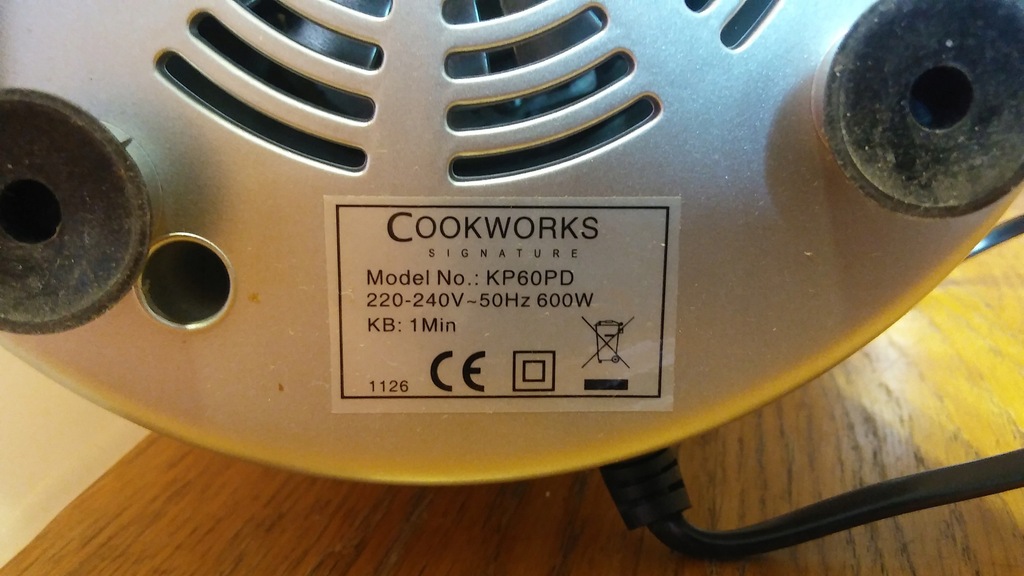 COOKWORKS
SIGNATURE
Model No.: KP60PD
220-240V~50Hz 600W
KB: 1Min
1126 CE